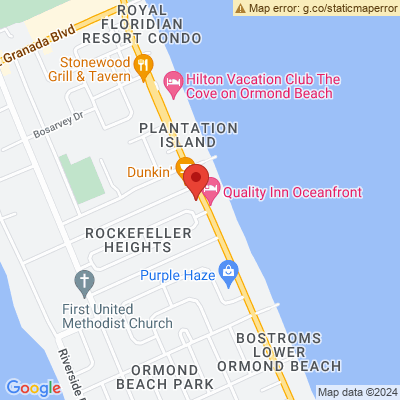 Map error: g.co/staticmaperror
ROYAL
FLORIDIAN
RESORT CONDO
Granada Blvd
Stonewood
Grill & Tavern
Hilton Vacation Club The
Cove on Ormond Beach
Bosarvey Dr
PLANTATION
ISLAND
Dunkin'
Quality Inn Oceanfront
ROCKEFELLER
HEIGHTS
Purple Haze
First United
Methodist Church
BOSTROMS
LOWER
ORMOND BEACH
Riverside
ORMOND
BEACH PARK
Google
Map data ©2024